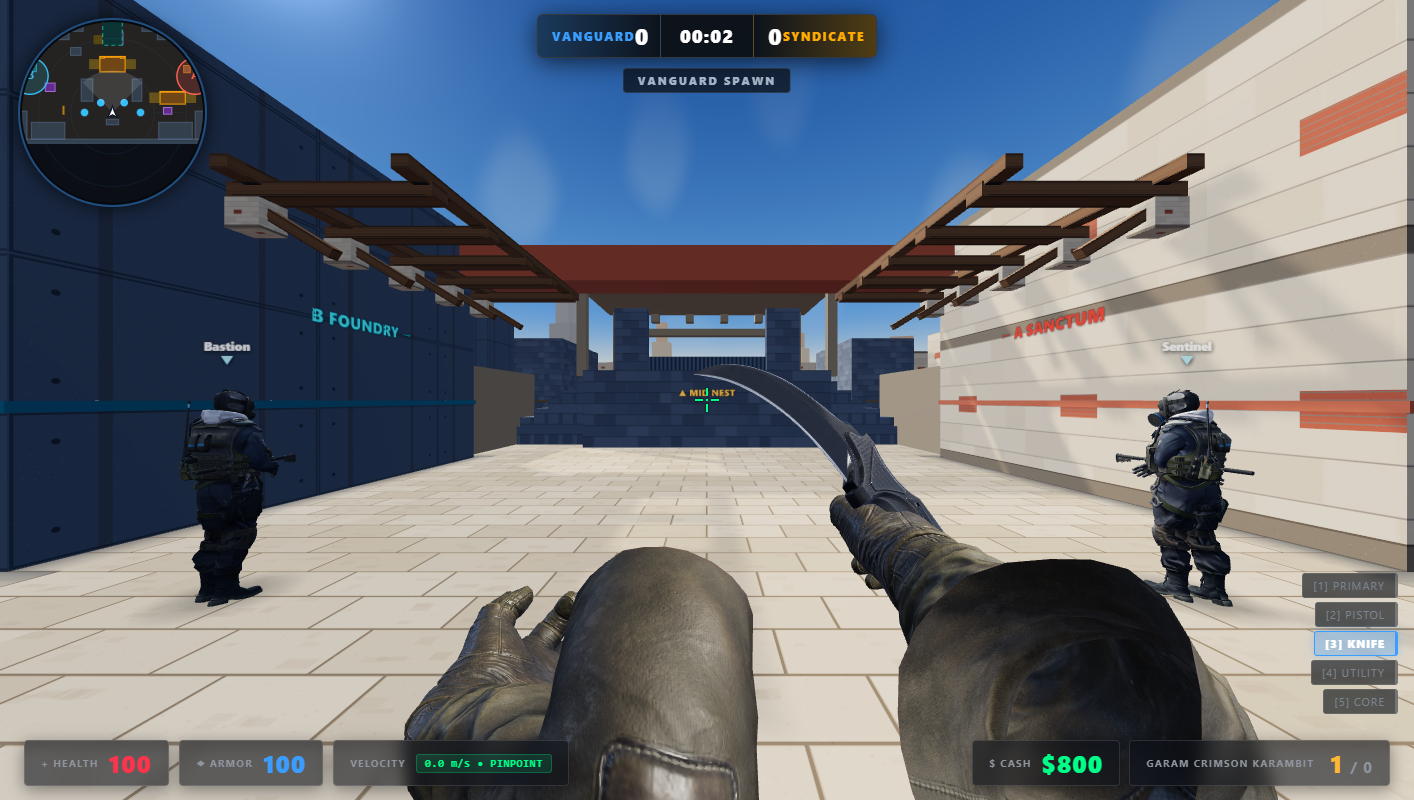 VANGUARD 0 00:02 0 SYNDICATE
VANGUARD SPAWN
B
A
B FOUNDRY
A SANCTUM
Bastion
Sentinel
▲ MID NEST
[1] PRIMARY
[2] PISTOL
[3] KNIFE
[4] UTILITY
[5] CORE
+ HEALTH 100
ARMOR 100
VELOCITY 0.0 m/s • PINPOINT
$ CASH $800
GARAM CRIMSON KARAMBIT 1 / 0